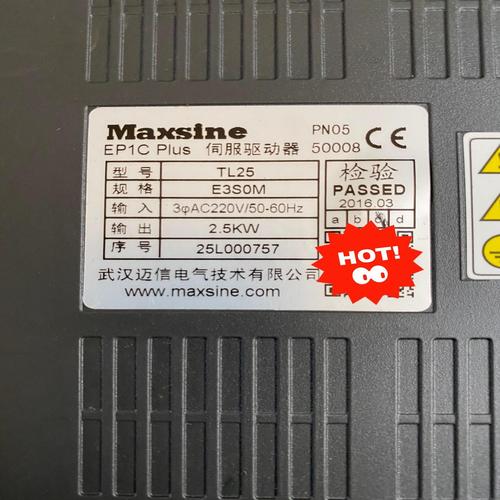 Maxsine PN05
EP1C Plus 伺服驱动器 50008 CE
型号 TL25
规格 E3S0M
输入 3φAC220V/50-60Hz
输出 2.5KW
序号 25L000757
检验
PASSED
2016.03
a b d
HOT!
武汉迈信电气技术有限公司
www.maxsine.com